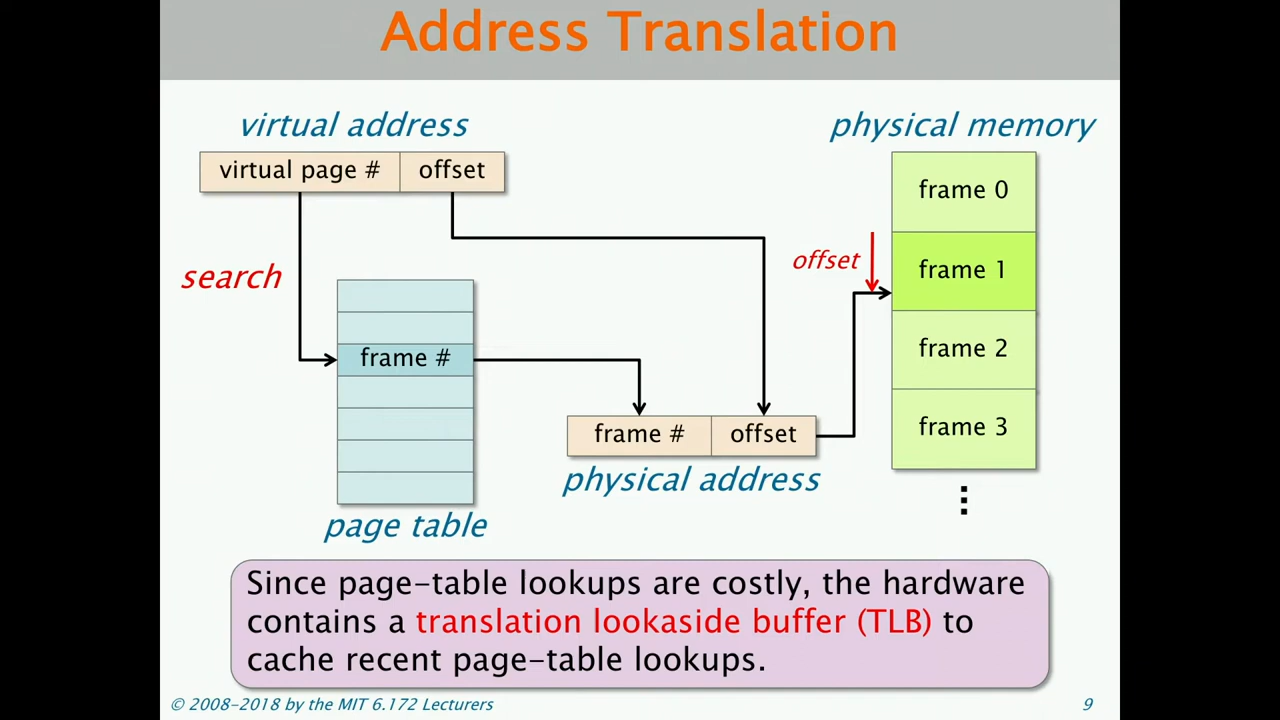 Address Translation
virtual address
physical memory
virtual page #
offset
frame 0
search
offset
frame 1
frame #
frame 2
frame #
offset
frame 3
physical address
page table
Since page-table lookups are costly, the hardware
contains a translation lookaside buffer (TLB) to
cache recent page-table lookups.
© 2008-2018 by the MIT 6.172 Lecturers
9